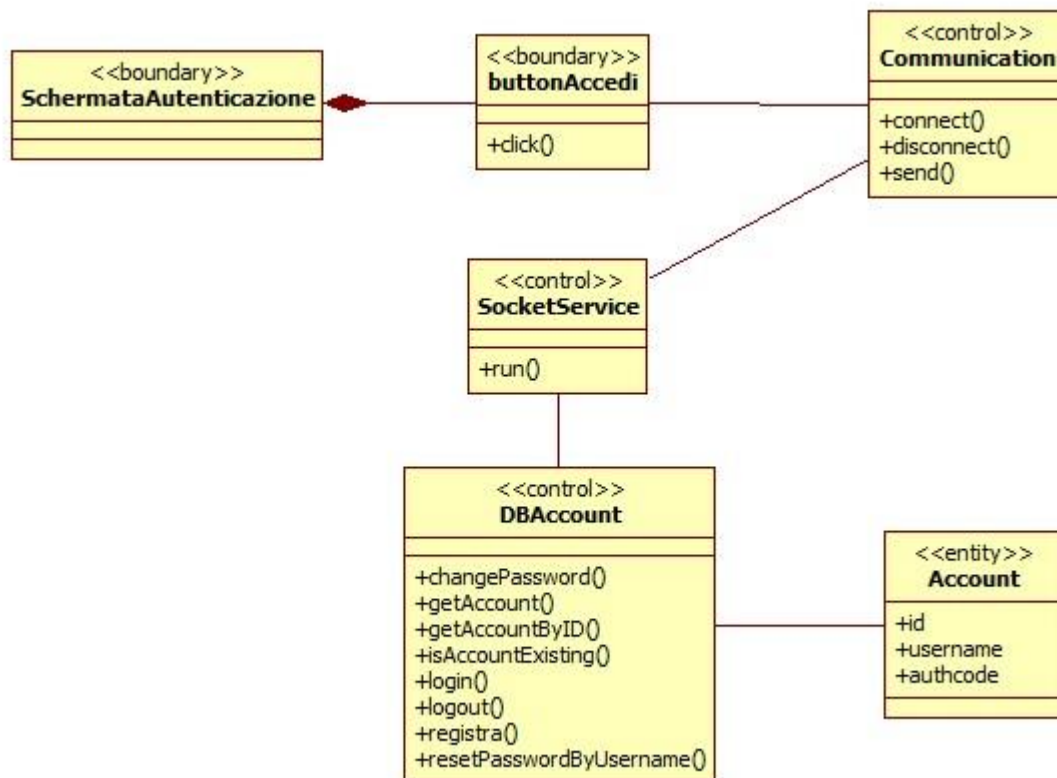 <<boundary>>
SchermataAutenticazione
<<boundary>>
buttonAccedi
+click()
<<control>>
Communication
+connect()
+disconnect()
+send()
<<control>>
SocketService
+run()
<<control>>
DBAccount
+changePassword()
+getAccount()
+getAccountByID()
+isAccountExisting()
+login()
+logout()
+registra()
+resetPasswordByUsername()
<<entity>>
Account
+id
+username
+authcode